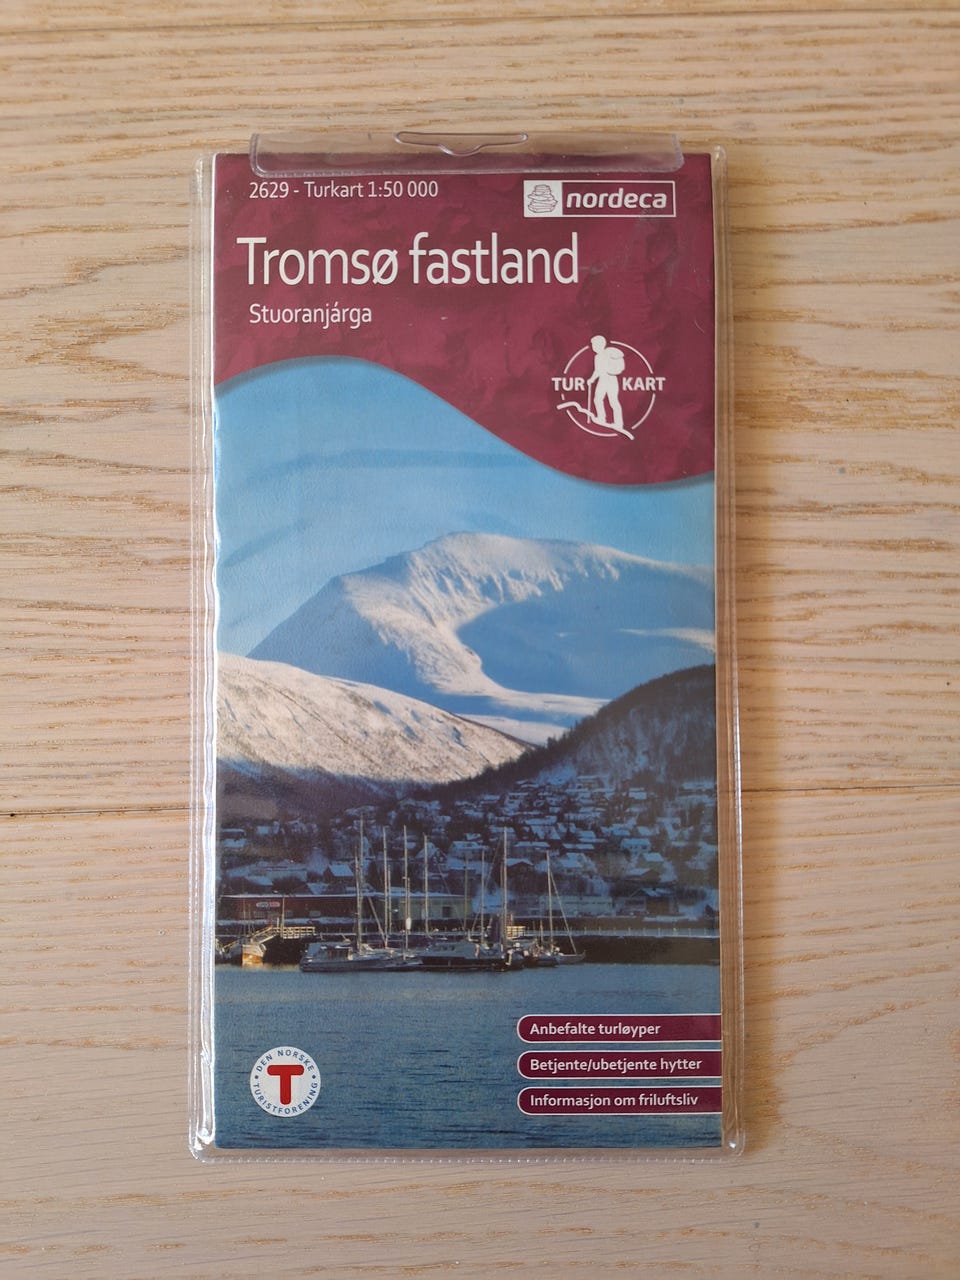 2629 - Turkart 1:50 000
nordeca
Tromsø fastland
Stuoranjárga
TUR KART
Anbefalte turløyper
Betjente/ubetjente hytter
Informasjon om friluftsliv
DEN NORSKE
T
TURISTFORENING